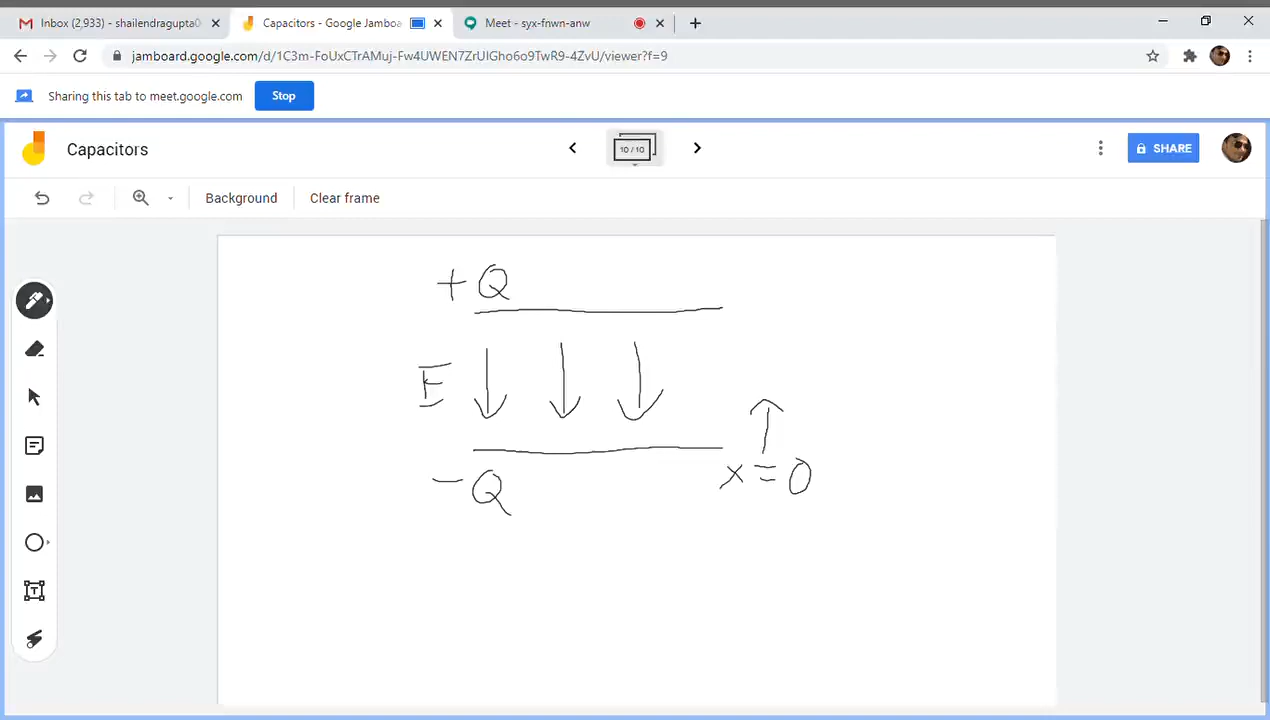 Inbox (2,933) - shailendragupta0
Capacitors - Google Jamboa
Meet - syx-fnwn-anw
jamboard.google.com/d/1C3m-FoUxCTrAMuj-Fw4UWEN7ZrUIGho6o9TwR9-4ZvU/viewer?f=9
Sharing this tab to meet.google.com
Stop
Capacitors
10 / 10
SHARE
Background
Clear frame
+Q
E
-Q
x=0